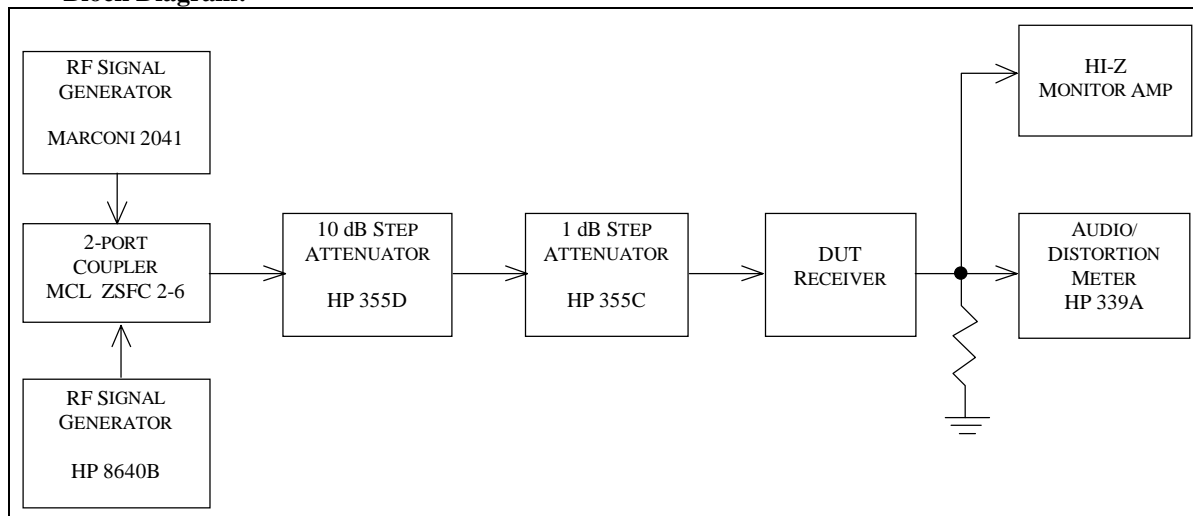 Block Diagram:
RF SIGNAL
GENERATOR
MARCONI 2041
2-PORT
COUPLER
MCL ZSFC 2-6
RF SIGNAL
GENERATOR
HP 8640B
10 dB STEP
ATTENUATOR
HP 355D
1 dB STEP
ATTENUATOR
HP 355C
DUT
RECEIVER
HI-Z
MONITOR AMP
AUDIO/
DISTORTION
METER
HP 339A